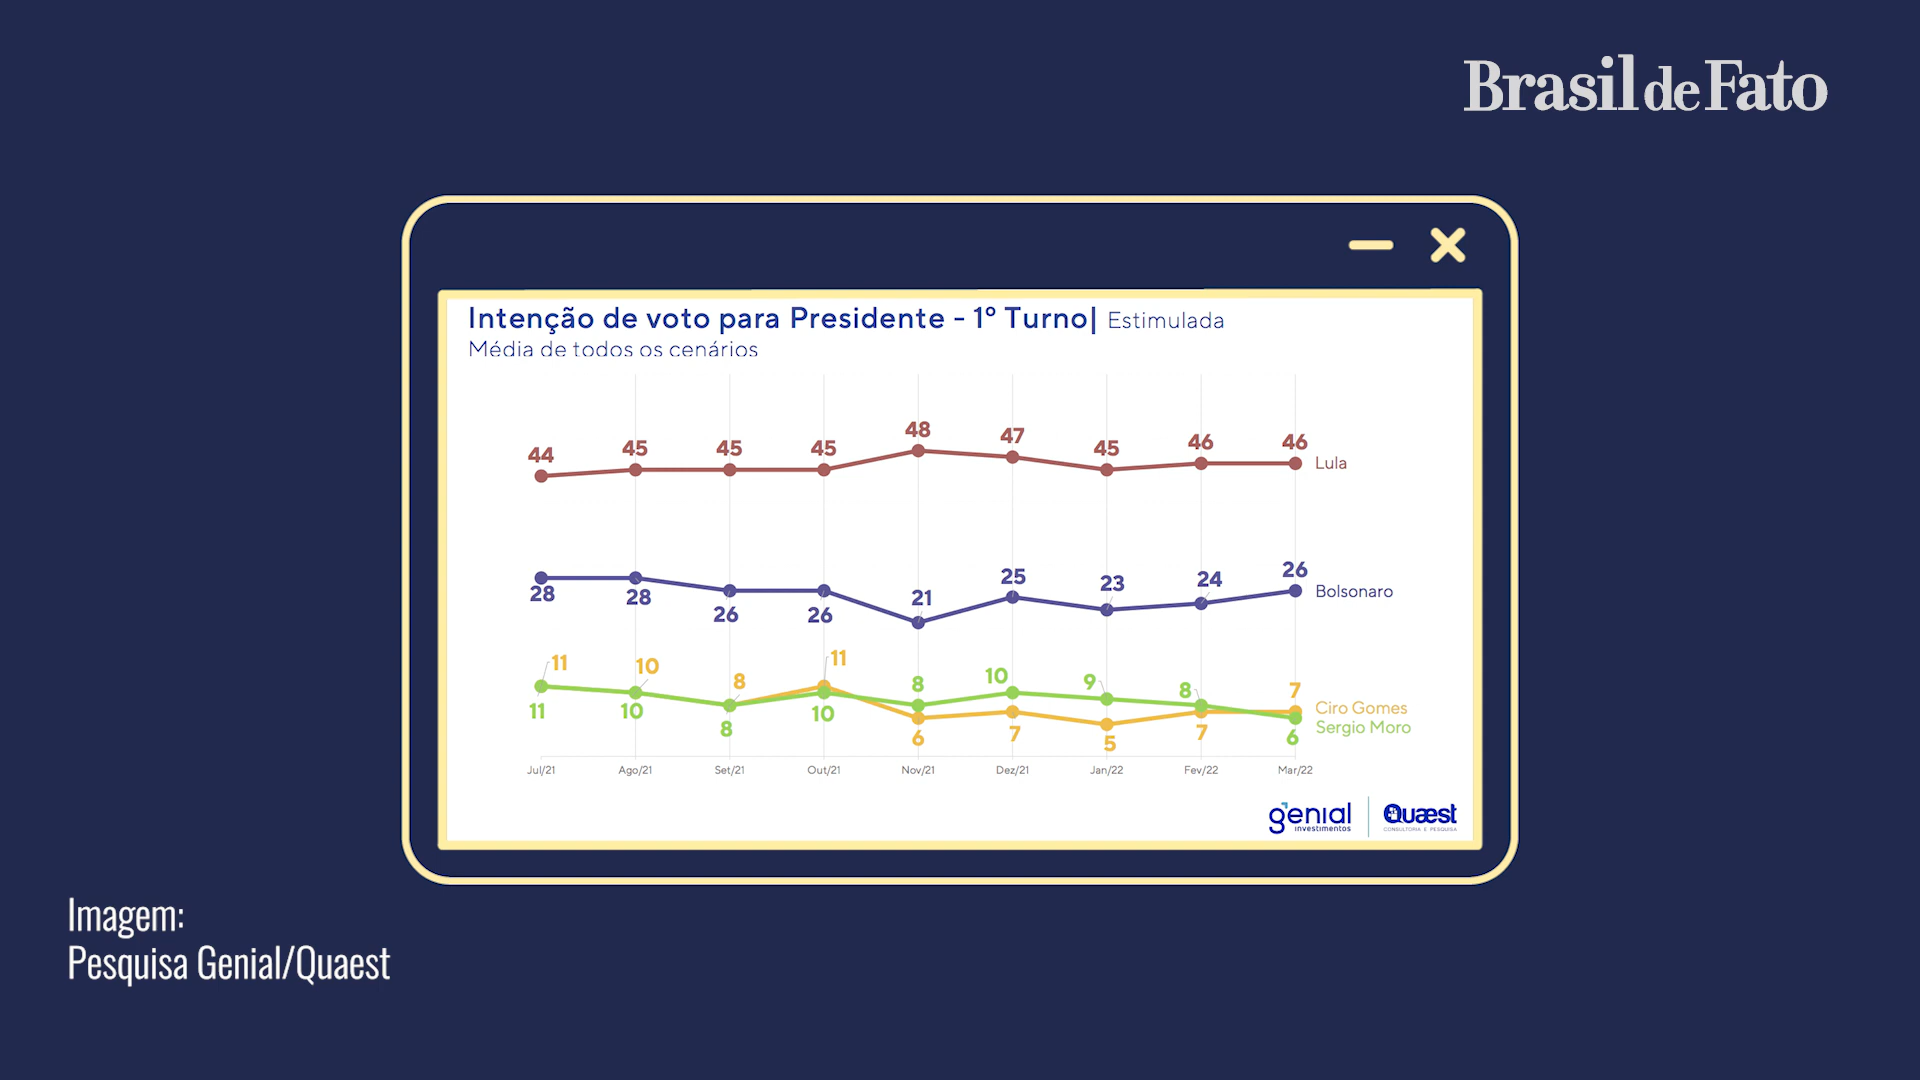 Brasil de Fato
Intenção de voto para Presidente - 1º Turno| Estimulada
Média de todos os cenários
44 45 45 45 48 47 45 46 46 Lula
28 28 26 26 21 25 23 24 26 Bolsonaro
11 10 8 11 6 7 5 7 7 Ciro Gomes
11 10 8 10 8 10 9 8 6 Sergio Moro
Jul/21 Ago/21 Set/21 Out/21 Nov/21 Dez/21 Jan/22 Fev/22 Mar/22
genial investimentos
Quæst
CONSULTORIA E PESQUISA
Imagem:
Pesquisa Genial/Quaest